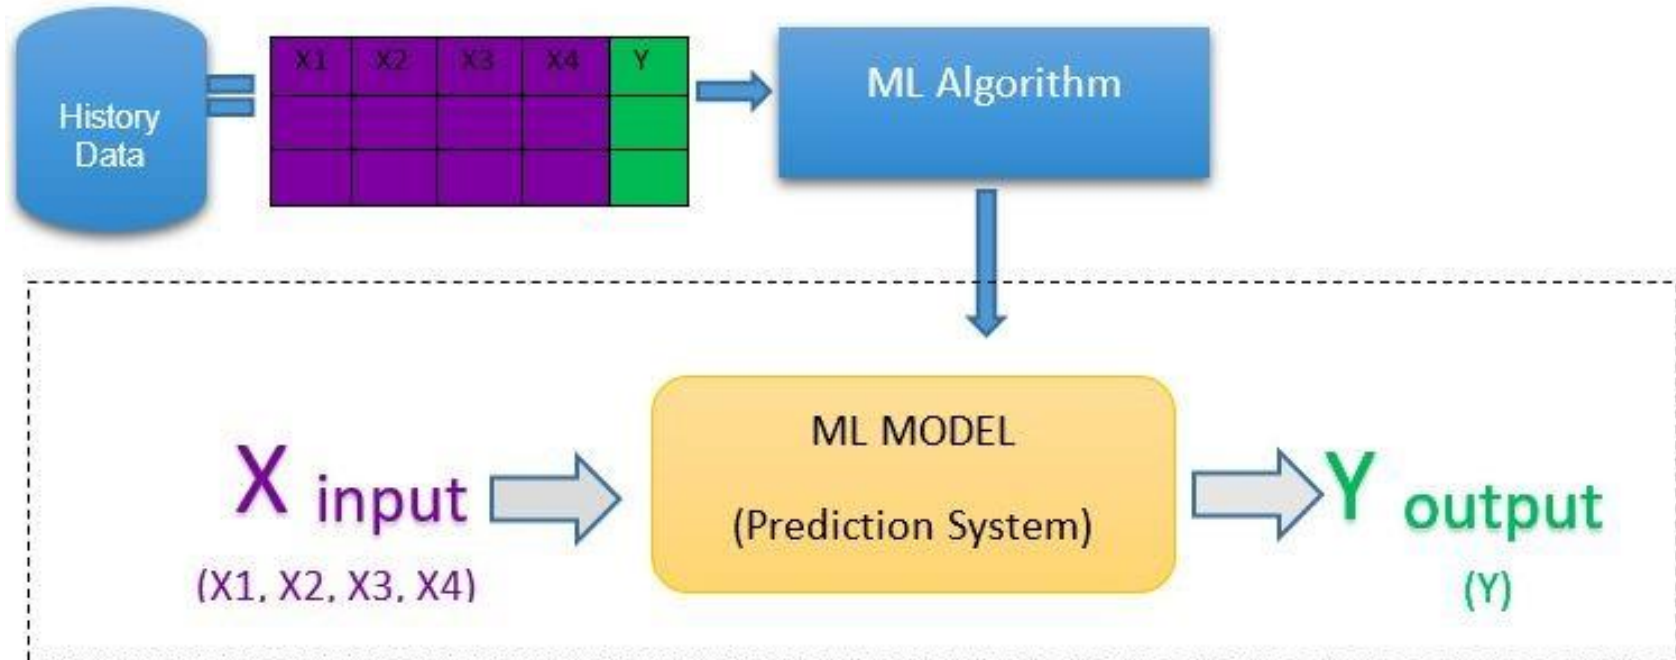 History
Data
X1 X2 X3 X4 Y
ML Algorithm
ML MODEL
(Prediction System)
X input
(X1, X2, X3, X4)
Y output
(Y)